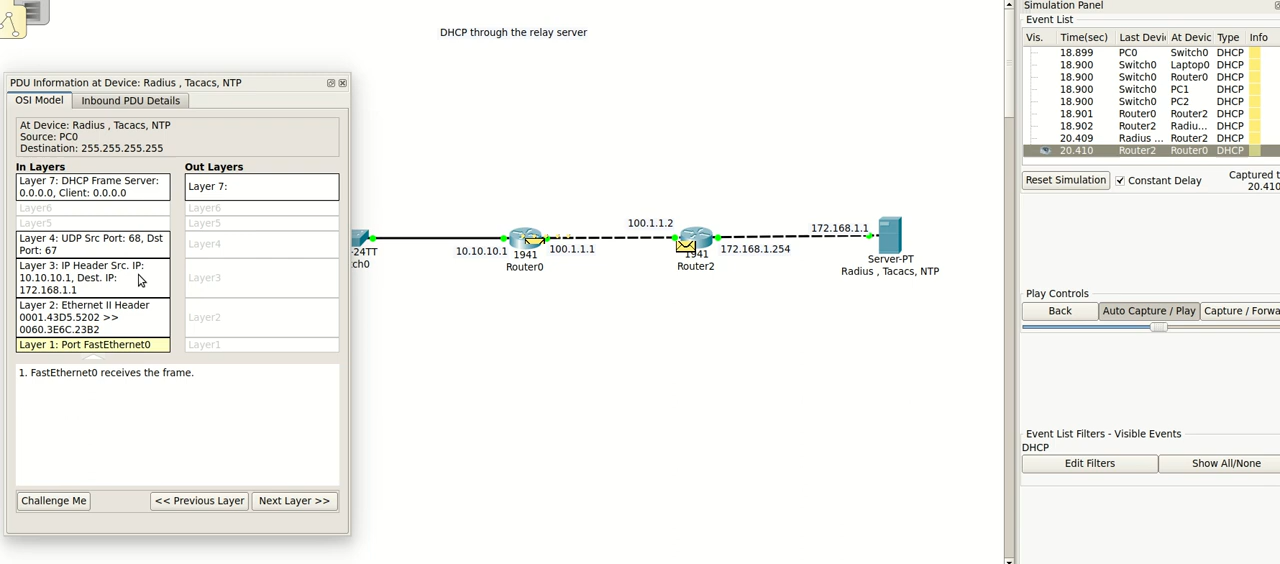 DHCP through the relay server
PDU Information at Device: Radius , Tacacs, NTP
OSI Model
Inbound PDU Details
At Device: Radius , Tacacs, NTP
Source: PC0
Destination: 255.255.255.255
In Layers
Layer 7: DHCP Frame Server:
0.0.0.0, Client: 0.0.0.0
Layer6
Layer5
Layer 4: UDP Src Port: 68, Dst
Port: 67
Layer 3: IP Header Src. IP:
10.10.10.1, Dest. IP:
172.168.1.1
Layer 2: Ethernet II Header
0001.43D5.5202 >>
0060.3E6C.23B2
Layer 1: Port FastEthernet0
Out Layers
Layer 7:
Layer6
Layer5
Layer4
Layer3
Layer2
Layer1
1. FastEthernet0 receives the frame.
Challenge Me
<< Previous Layer
Next Layer >>
-24TT
ch0
10.10.10.1
1941
Router0
100.1.1.1
100.1.1.2
1941
Router2
172.168.1.254
172.168.1.1
Server-PT
Radius , Tacacs, NTP
Simulation Panel
Event List
Vis. Time(sec) Last Devi At Devic Type Info
18.899 PC0 Switch0 DHCP
18.900 Switch0 Laptop0 DHCP
18.900 Switch0 Router0 DHCP
18.900 Switch0 PC1 DHCP
18.900 Switch0 PC2 DHCP
18.901 Router0 Router2 DHCP
18.902 Router2 Radiu... DHCP
20.409 Radius ... Router2 DHCP
20.410 Router2 Router0 DHCP
Reset Simulation
Constant Delay
Captured t
20.410
Play Controls
Back
Auto Capture / Play
Capture / Forwa
Event List Filters - Visible Events
DHCP
Edit Filters
Show All/None